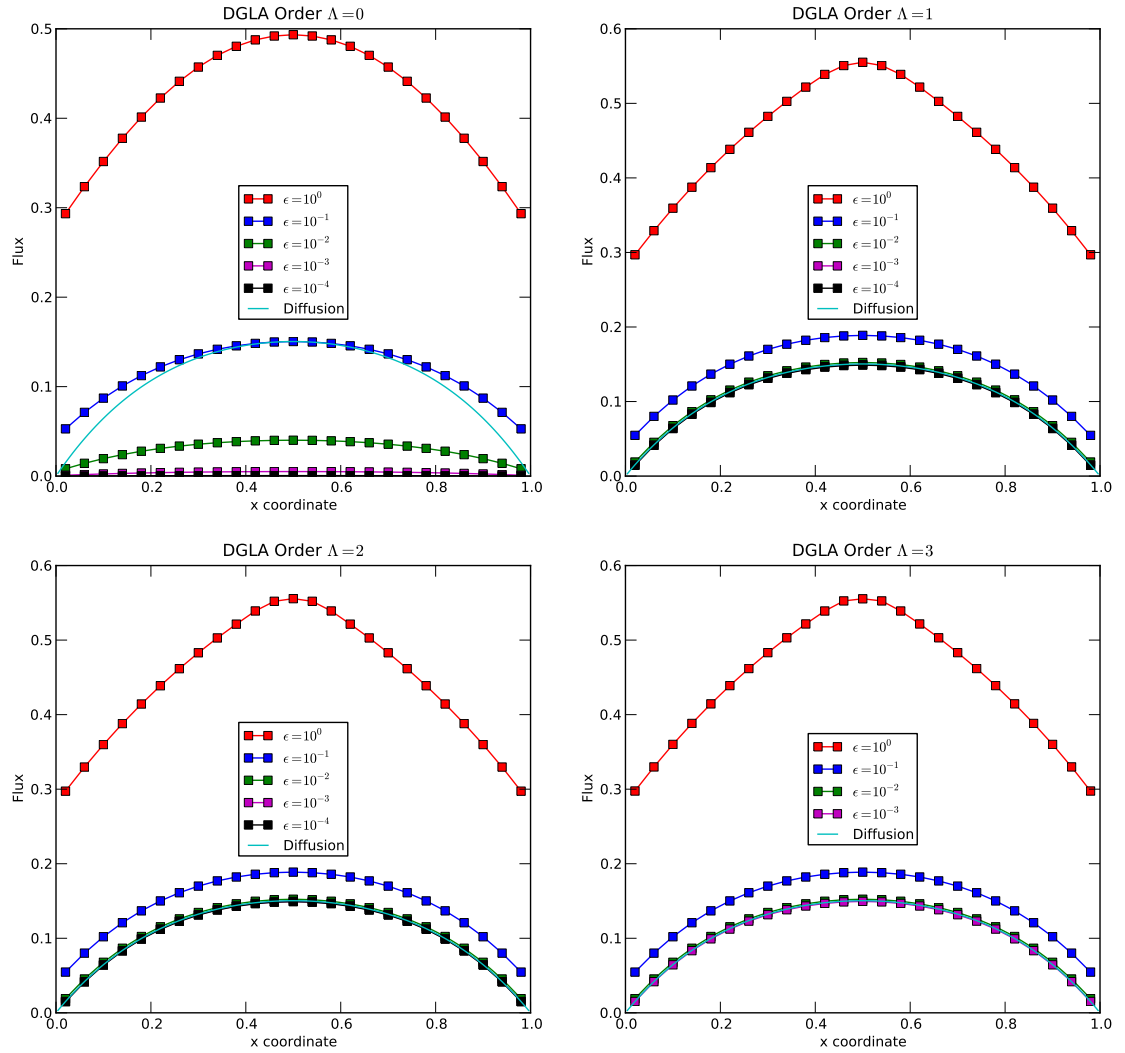 DGLA Order Λ=0
Flux
0.5
0.4
0.3
0.2
0.1
0.0
ϵ=10⁰
ϵ=10⁻¹
ϵ=10⁻²
ϵ=10⁻³
ϵ=10⁻⁴
Diffusion
0.0 0.2 0.4 0.6 0.8 1.0
x coordinate
DGLA Order Λ=1
Flux
0.6
0.5
0.4
0.3
0.2
0.1
0.0
ϵ=10⁰
ϵ=10⁻¹
ϵ=10⁻²
ϵ=10⁻³
ϵ=10⁻⁴
Diffusion
0.0 0.2 0.4 0.6 0.8 1.0
x coordinate
DGLA Order Λ=2
Flux
0.6
0.5
0.4
0.3
0.2
0.1
0.0
ϵ=10⁰
ϵ=10⁻¹
ϵ=10⁻²
ϵ=10⁻³
ϵ=10⁻⁴
Diffusion
0.0 0.2 0.4 0.6 0.8 1.0
x coordinate
DGLA Order Λ=3
Flux
0.6
0.5
0.4
0.3
0.2
0.1
0.0
ϵ=10⁰
ϵ=10⁻¹
ϵ=10⁻²
ϵ=10⁻³
Diffusion
0.0 0.2 0.4 0.6 0.8 1.0
x coordinate